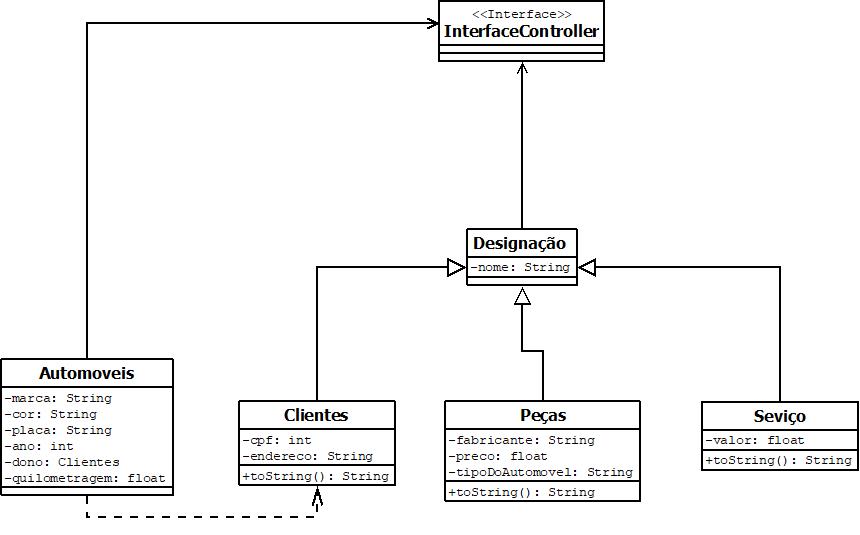 <<Interface>>
InterfaceController
Designação
-nome: String
Automoveis
-marca: String
-cor: String
-placa: String
-ano: int
-dono: Clientes
-quilometragem: float
Clientes
-cpf: int
-endereco: String
+toString(): String
Peças
-fabricante: String
-preco: float
-tipoDoAutomovel: String
+toString(): String
Seviço
-valor: float
+toString(): String